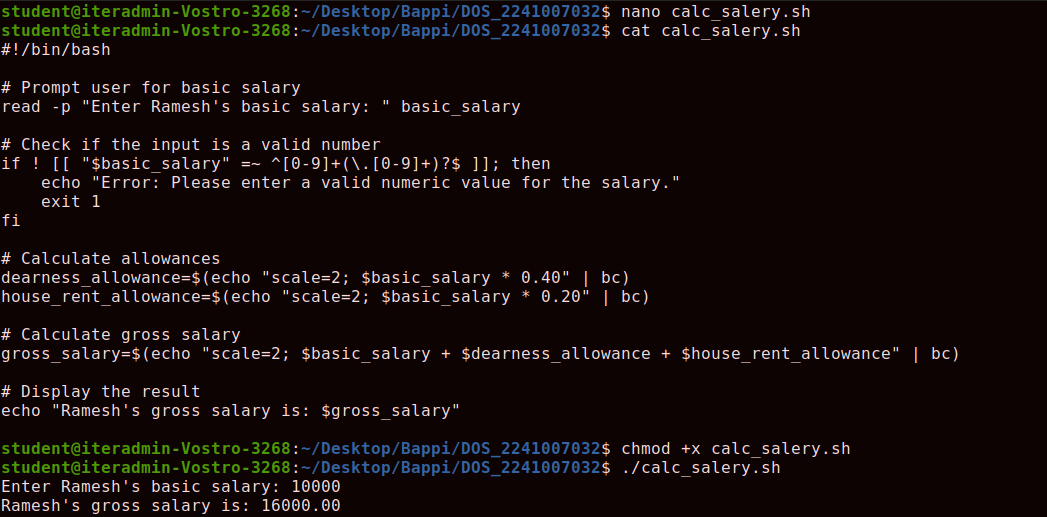 student@iteradmin-Vostro-3268:~/Desktop/Bappi/DOS_2241007032$ nano calc_salery.sh
student@iteradmin-Vostro-3268:~/Desktop/Bappi/DOS_2241007032$ cat calc_salery.sh
#!/bin/bash

# Prompt user for basic salary
read -p "Enter Ramesh's basic salary: " basic_salary

# Check if the input is a valid number
if ! [[ "$basic_salary" =~ ^[0-9]+(\.[0-9]+)?$ ]]; then
    echo "Error: Please enter a valid numeric value for the salary."
    exit 1
fi

# Calculate allowances
dearness_allowance=$(echo "scale=2; $basic_salary * 0.40" | bc)
house_rent_allowance=$(echo "scale=2; $basic_salary * 0.20" | bc)

# Calculate gross salary
gross_salary=$(echo "scale=2; $basic_salary + $dearness_allowance + $house_rent_allowance" | bc)

# Display the result
echo "Ramesh's gross salary is: $gross_salary"

student@iteradmin-Vostro-3268:~/Desktop/Bappi/DOS_2241007032$ chmod +x calc_salery.sh
student@iteradmin-Vostro-3268:~/Desktop/Bappi/DOS_2241007032$ ./calc_salery.sh
Enter Ramesh's basic salary: 10000
Ramesh's gross salary is: 16000.00